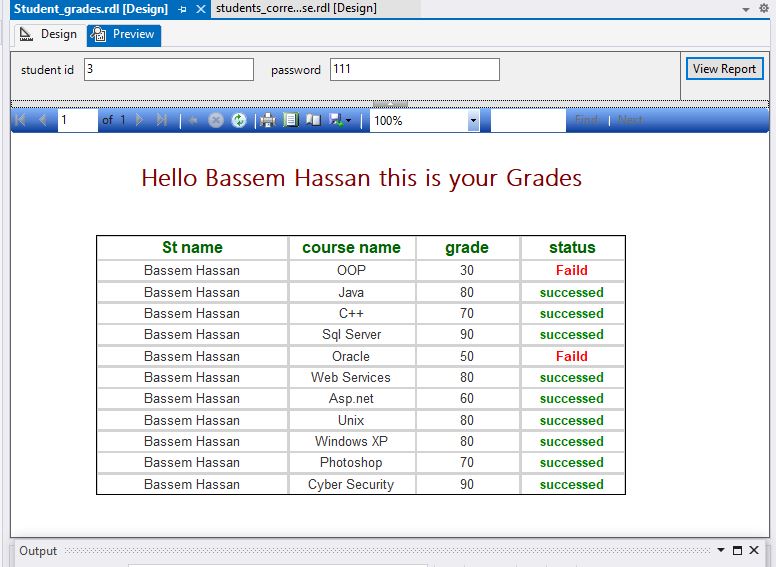 Student_grades.rdl [Design] students_corre...se.rdl [Design]
Design Preview
student id 3 password 111 View Report
1 of 1 100% Find | Next
Hello Bassem Hassan this is your Grades
St name course name grade status
Bassem Hassan OOP 30 Faild
Bassem Hassan Java 80 successed
Bassem Hassan C++ 70 successed
Bassem Hassan Sql Server 90 successed
Bassem Hassan Oracle 50 Faild
Bassem Hassan Web Services 80 successed
Bassem Hassan Asp.net 60 successed
Bassem Hassan Unix 80 successed
Bassem Hassan Windows XP 80 successed
Bassem Hassan Photoshop 70 successed
Bassem Hassan Cyber Security 90 successed
Output